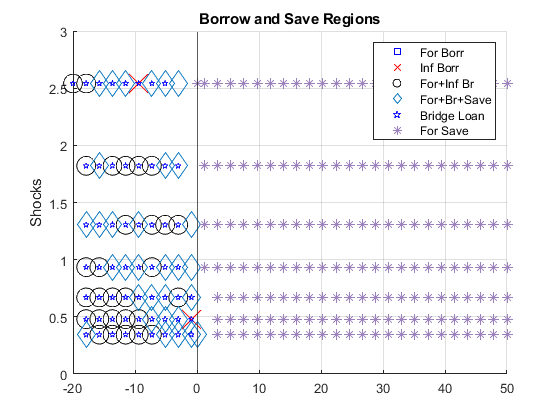 Borrow and Save Regions
3
2.5
2
1.5
1
0.5
0
Shocks
-20
-10
0
10
20
30
40
50
For Borr
Inf Borr
For+Inf Br
For+Br+Save
Bridge Loan
For Save